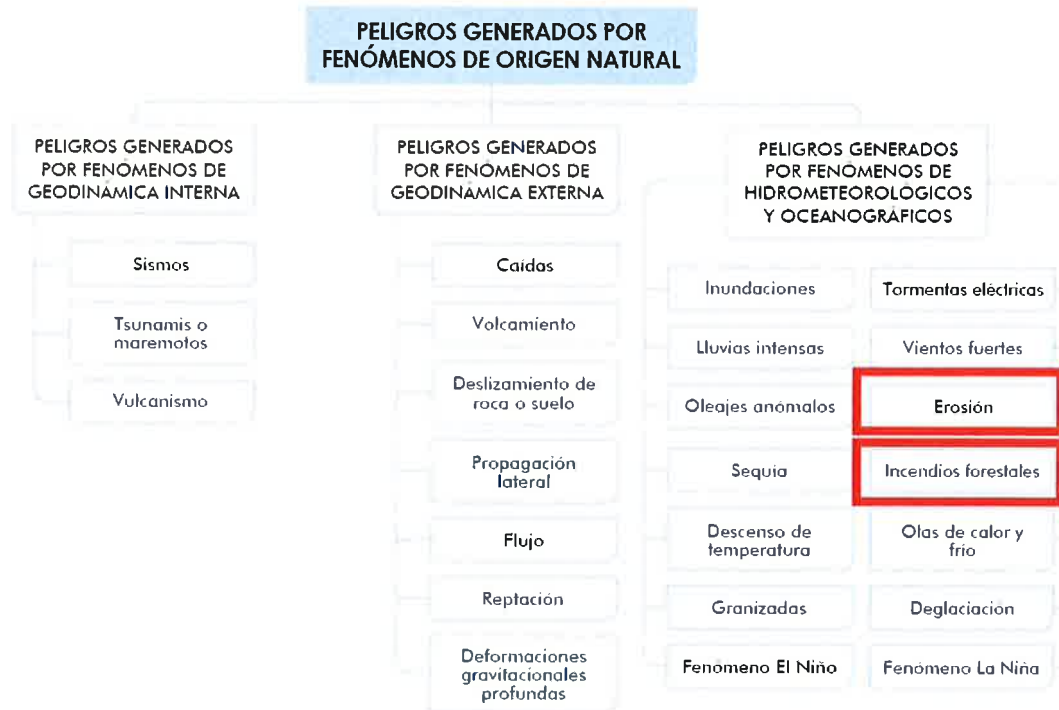 PELIGROS GENERADOS POR
FENÓMENOS DE ORIGEN NATURAL
PELIGROS GENERADOS
POR FENÓMENOS DE
GEODINÁMICA INTERNA
Sismos
Tsunamis o
maremotos
Vulcanismo
PELIGROS GENERADOS
POR FENÓMENOS DE
GEODINÁMICA EXTERNA
Caídas
Volcamiento
Deslizamiento de
roca o suelo
Propagación
lateral
Flujo
Reptación
Deformaciones
gravitacionales
profundas
PELIGROS GENERADOS
POR FENÓMENOS DE
HIDROMETEOROLÓGICOS
Y OCEANOGRÁFICOS
Inundaciones
Lluvias intensas
Oleajes anómalos
Sequía
Descenso de
temperatura
Granizadas
Fenómeno El Niño
Tormentas eléctricas
Vientos fuertes
Erosión
Incendios forestales
Olas de calor y
frío
Deglaciación
Fenómeno La Niña